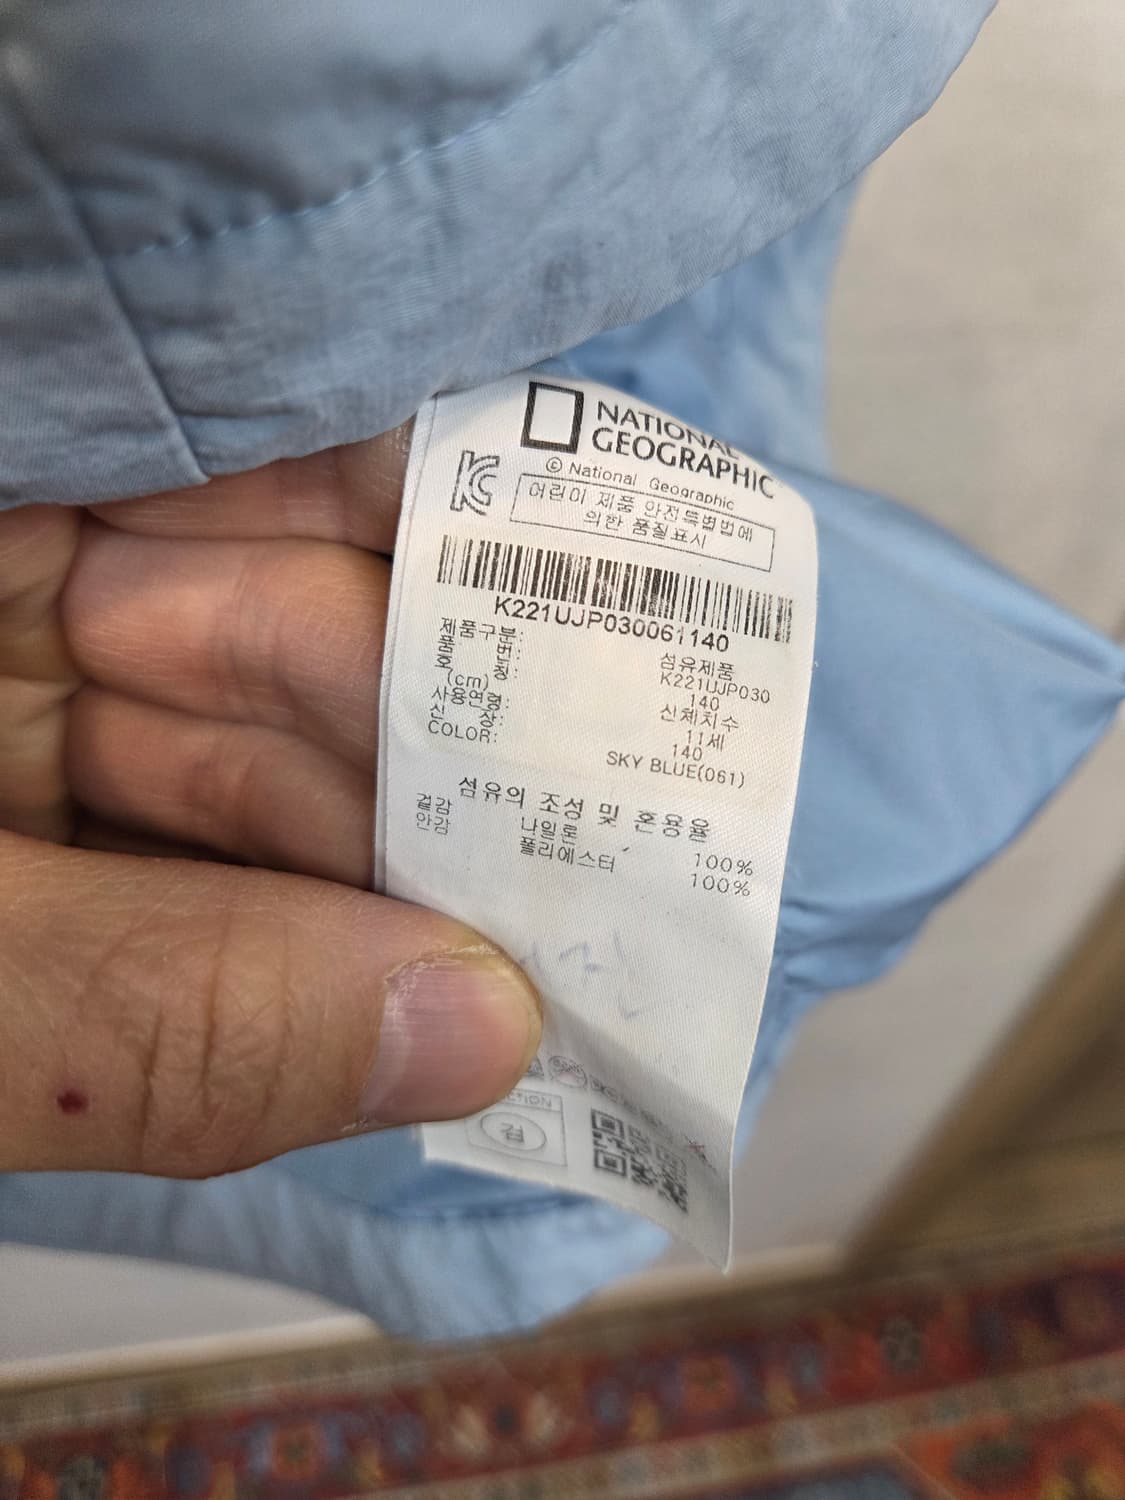 NATIONAL
GEOGRAPHIC
© National Geographic
어린이 제품 안전특별법에
의한 품질표시
K221UJP030061140
제품구분: 섬유제품
품 번: K221UJP030
호 칭: 140
(cm) 신체치수
사용연령: 11세
신 장: 140
COLOR: SKY BLUE(061)
섬유의 조성 및 혼용율
겉감 나일론 100%
안감 폴리에스터 100%
검